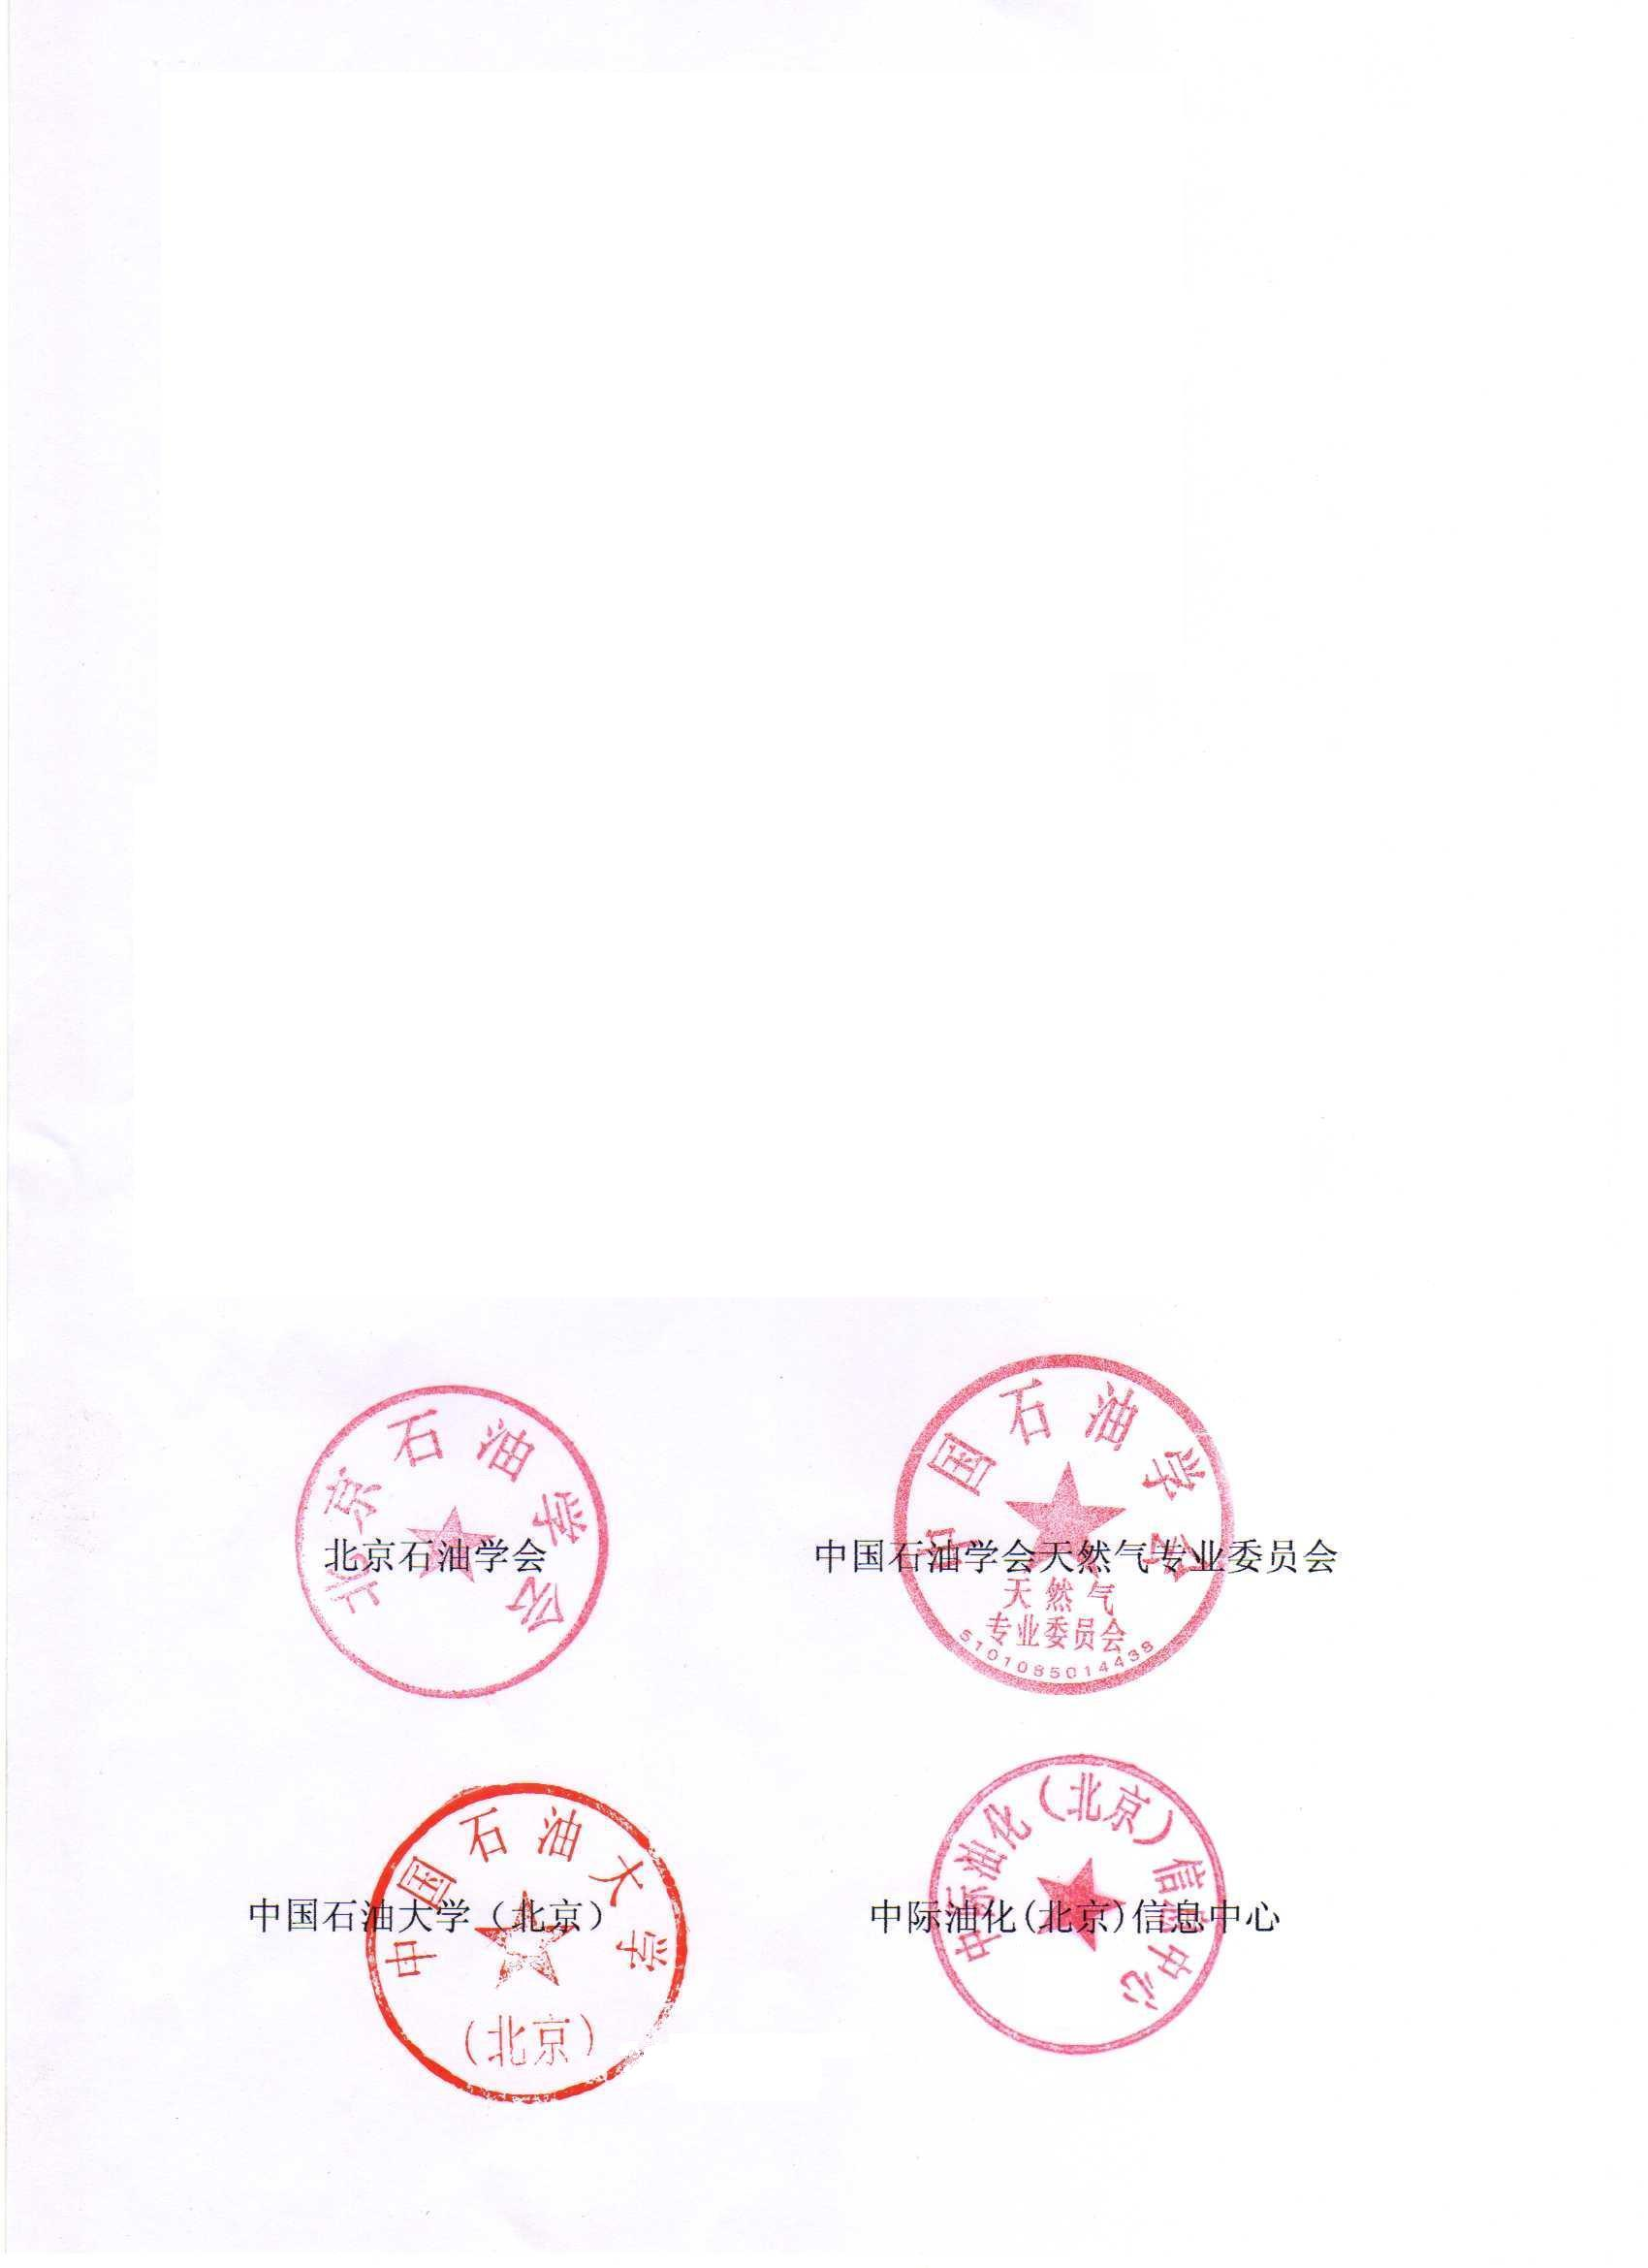 北京石油学会
北京石油学会
中国石油学会
中国石油学会天然气专业委员会
天然气
专业委员会
5101085014438
中国石油大学
中国石油大学（北京）
（北京）
中际油化（北京）信息中心
中际油化(北京)信息中心